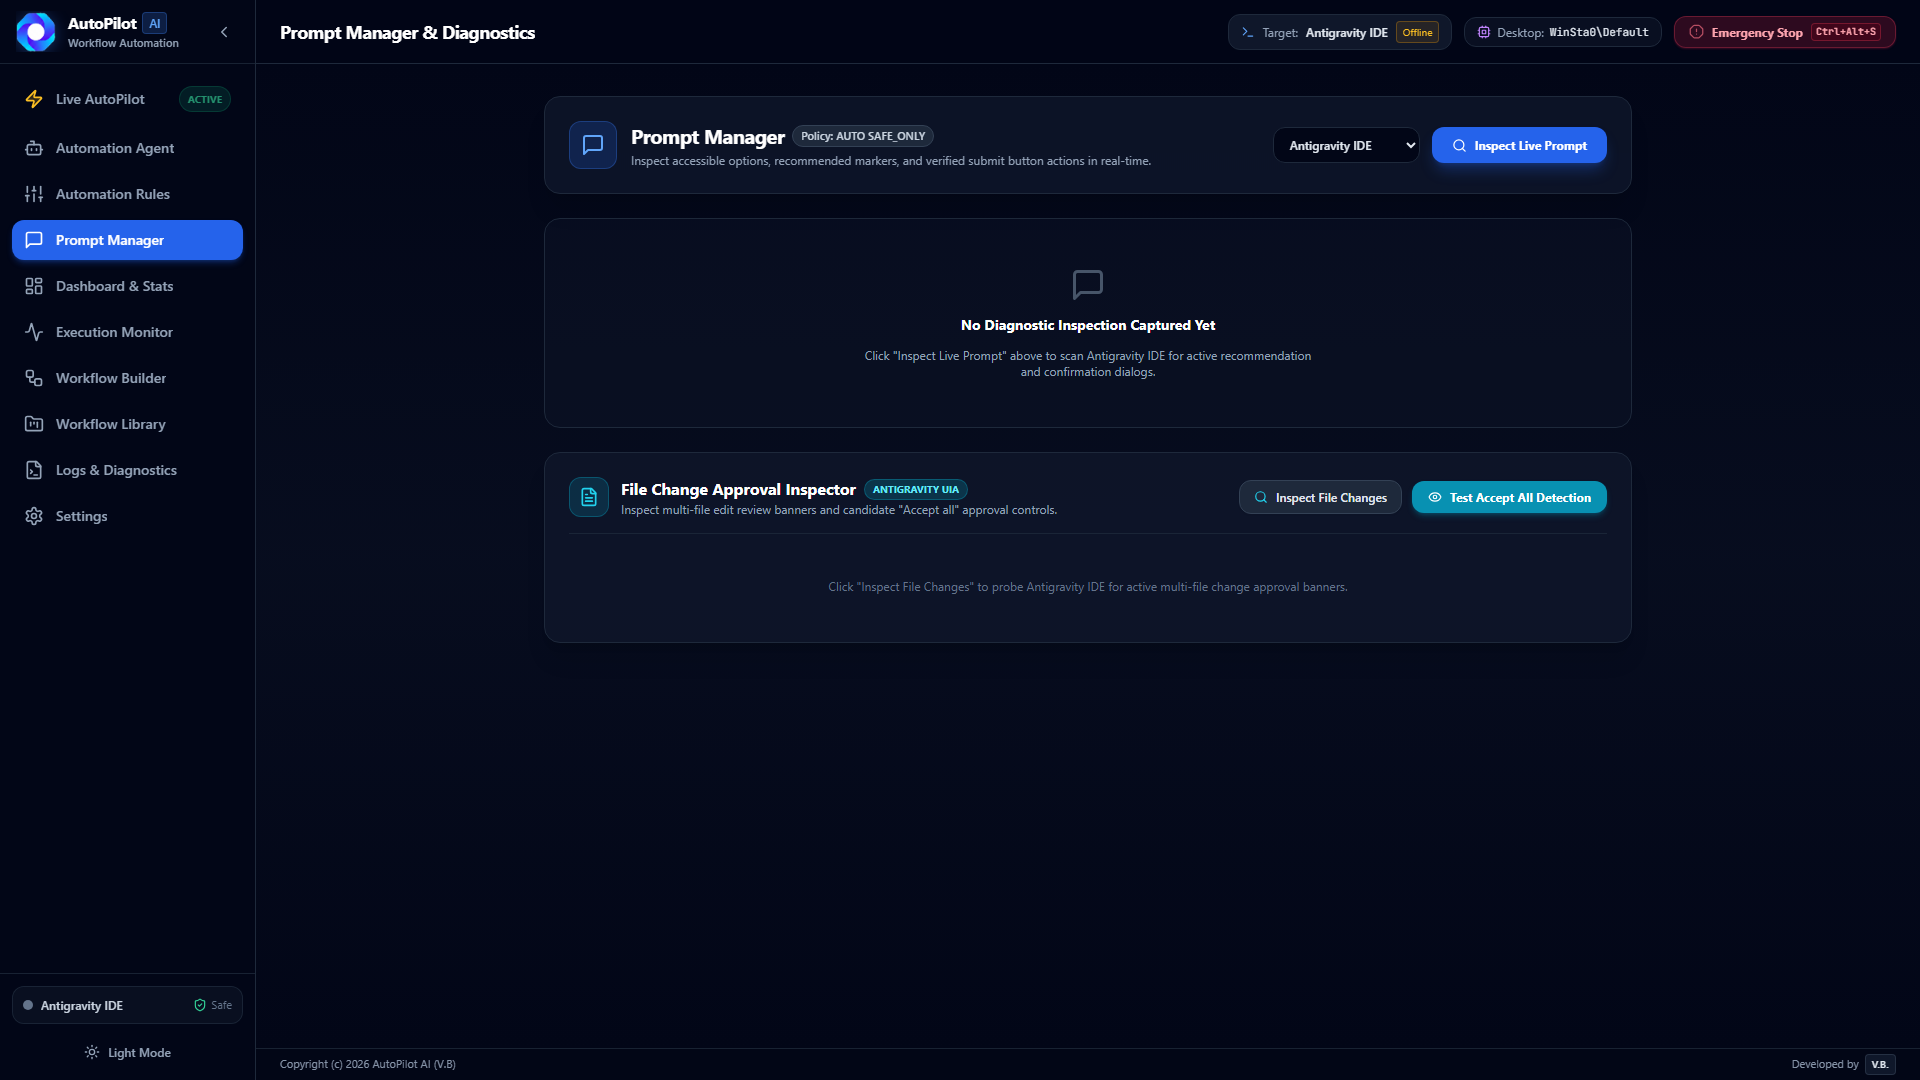 AutoPilot AI
Workflow Automation
Prompt Manager & Diagnostics
Target: Antigravity IDE Offline
Desktop: WinSta0\Default
Emergency Stop Ctrl+Alt+S
Live AutoPilot ACTIVE
Automation Agent
Automation Rules
Prompt Manager
Dashboard & Stats
Execution Monitor
Workflow Builder
Workflow Library
Logs & Diagnostics
Settings
Antigravity IDE Safe
Light Mode
Prompt Manager Policy: AUTO SAFE_ONLY
Inspect accessible options, recommended markers, and verified submit button actions in real-time.
Antigravity IDE
Inspect Live Prompt
No Diagnostic Inspection Captured Yet
Click "Inspect Live Prompt" above to scan Antigravity IDE for active recommendation
and confirmation dialogs.
File Change Approval Inspector ANTIGRAVITY UIA
Inspect multi-file edit review banners and candidate "Accept all" approval controls.
Inspect File Changes
Test Accept All Detection
Click "Inspect File Changes" to probe Antigravity IDE for active multi-file change approval banners.
Copyright (c) 2026 AutoPilot AI (V.B)
Developed by V.B.